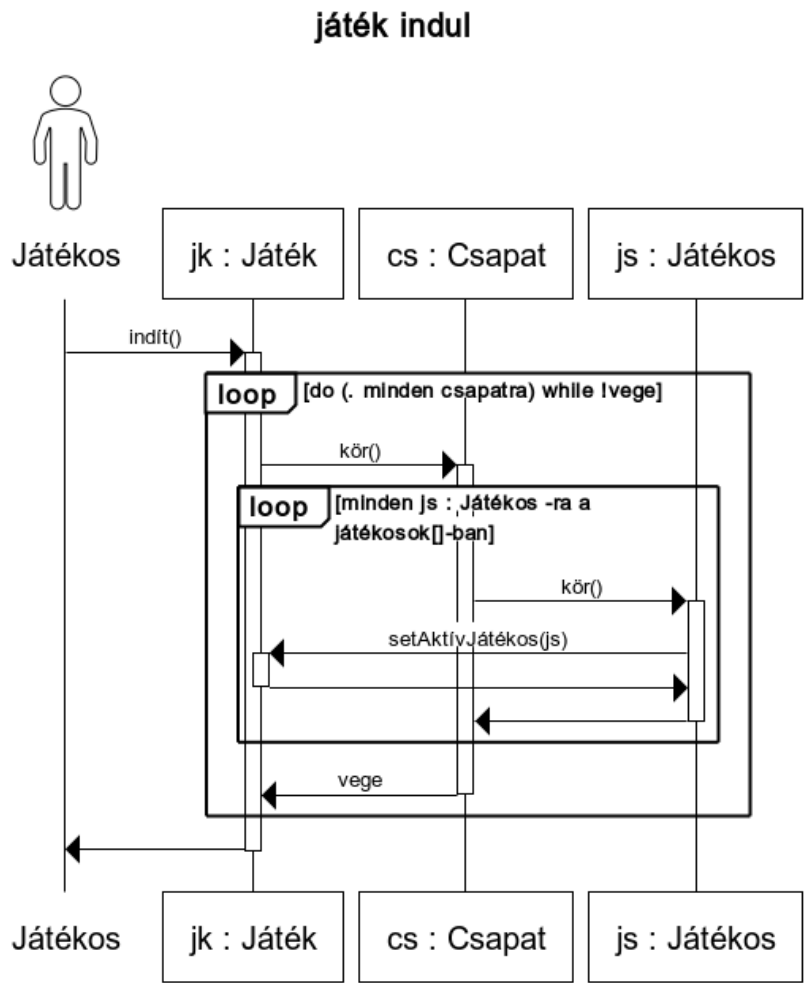 játék indul
Játékos
jk : Játék
cs : Csapat
js : Játékos
indít()
loop
[do (. minden csapatra) while !vege]
kör()
loop
[minden js : Játékos -ra a
játékosok[]-ban]
kör()
setAktívJátékos(js)
vege
Játékos
jk : Játék
cs : Csapat
js : Játékos